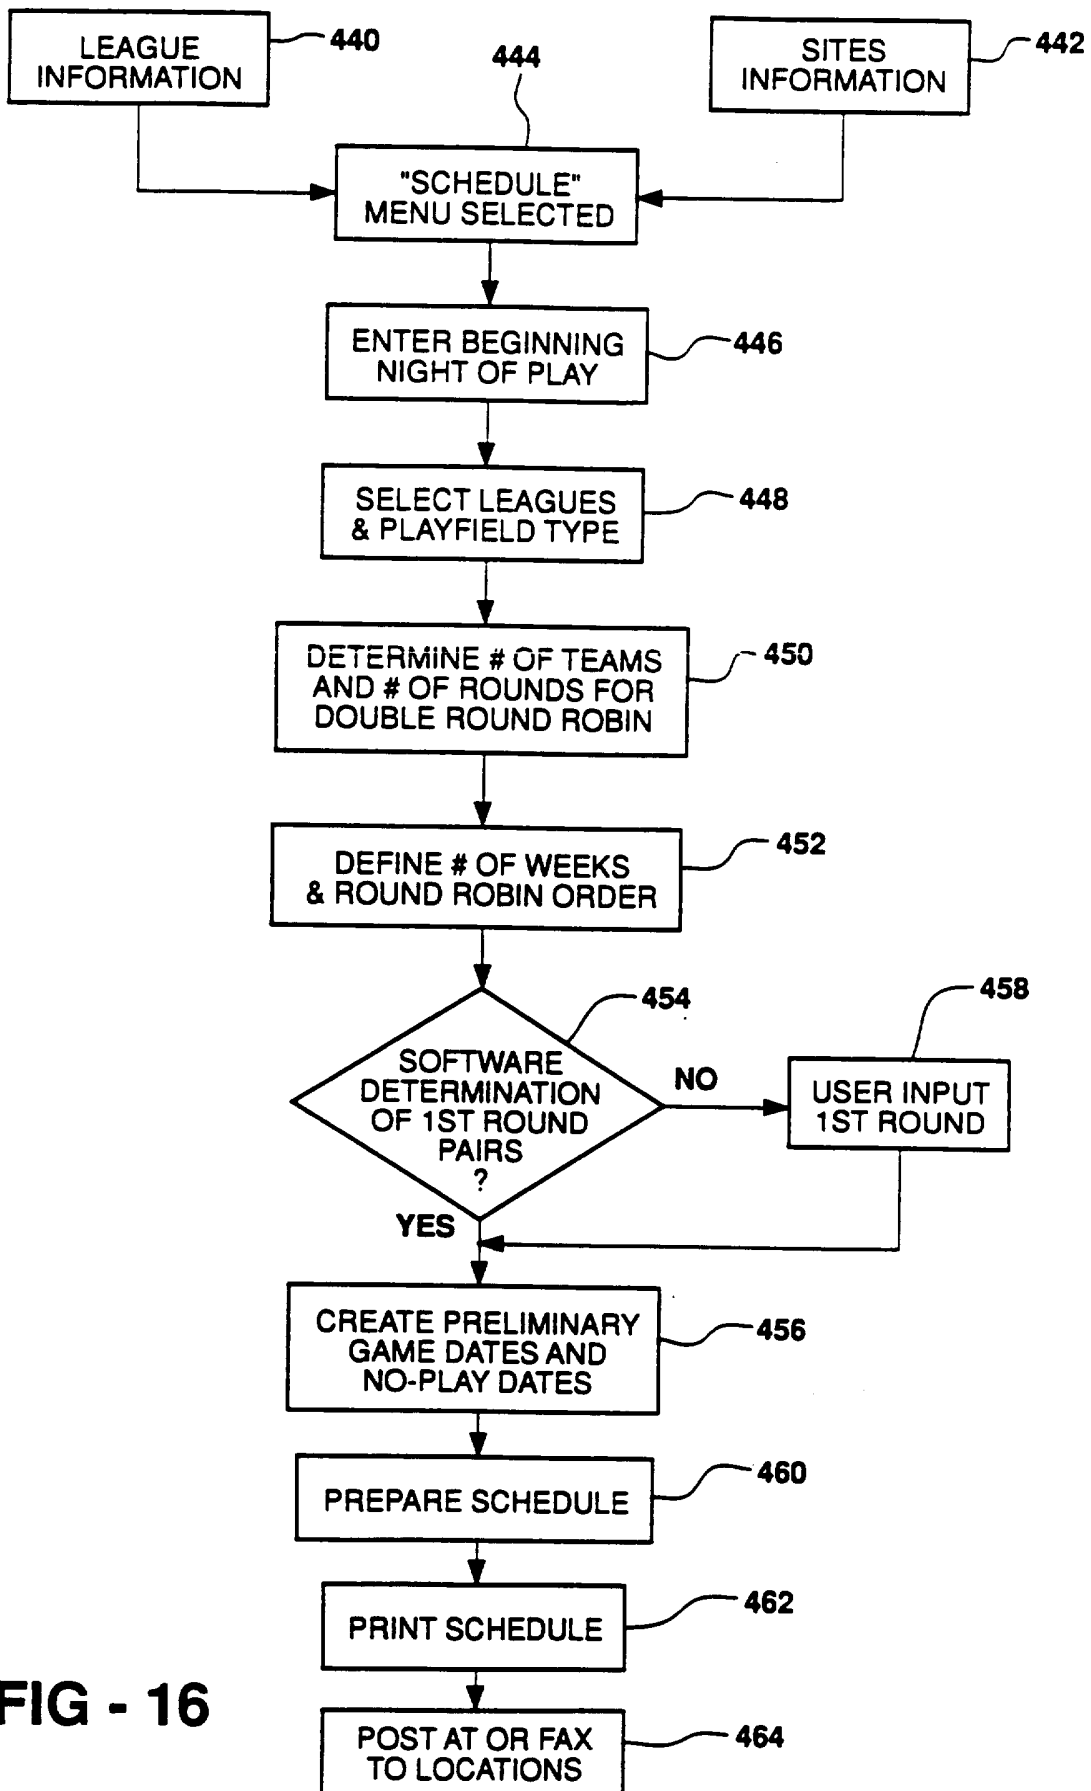 LEAGUE
INFORMATION
440
444
SITES
INFORMATION
442
"SCHEDULE"
MENU SELECTED
ENTER BEGINNING
NIGHT OF PLAY
446
SELECT LEAGUES
& PLAYFIELD TYPE
448
DETERMINE # OF TEAMS
AND # OF ROUNDS FOR
DOUBLE ROUND ROBIN
450
DEFINE # OF WEEKS
& ROUND ROBIN ORDER
452
454
SOFTWARE
DETERMINATION
OF 1ST ROUND
PAIRS
?
NO
458
USER INPUT
1ST ROUND
YES
CREATE PRELIMINARY
GAME DATES AND
NO-PLAY DATES
456
PREPARE SCHEDULE
460
PRINT SCHEDULE
462
POST AT OR FAX
TO LOCATIONS
464
FIG - 16